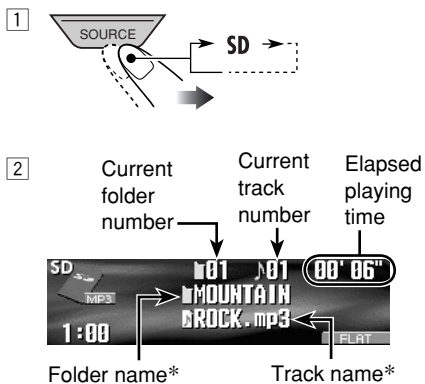 1
SOURCE
SD
2
Current folder number
Current track number
Elapsed playing time
SD
01
01
00' 06"
MP3
MOUNTAIN
ROCK.mp3
1:00
FLAT
Folder name*
Track name*